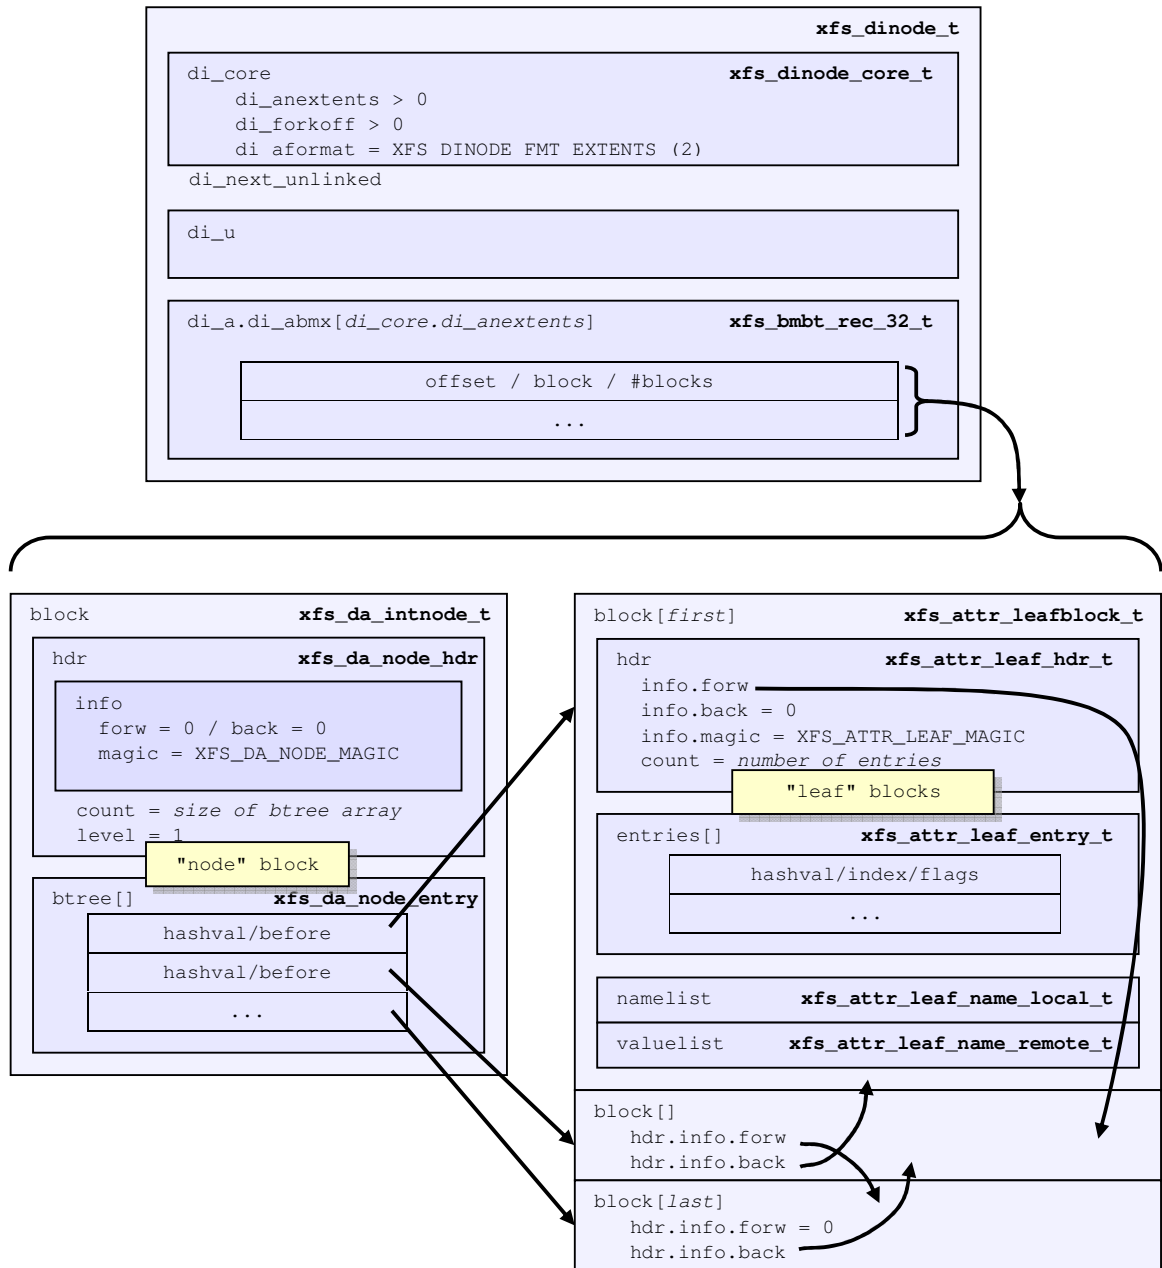 xfs_dinode_t
di_core xfs_dinode_core_t
di_anextents > 0
di_forkoff > 0
di aformat = XFS DINODE FMT EXTENTS (2)
di_next_unlinked
di_u
di_a.di_abmx[di_core.di_anextents] xfs_bmbt_rec_32_t
offset / block / #blocks
...
block xfs_da_intnode_t
hdr xfs_da_node_hdr
info
forw = 0 / back = 0
magic = XFS_DA_NODE_MAGIC
count = size of btree array
level = 1
"node" block
btree[] xfs_da_node_entry
hashval/before
hashval/before
...
block[first] xfs_attr_leafblock_t
hdr xfs_attr_leaf_hdr_t
info.forw
info.back = 0
info.magic = XFS_ATTR_LEAF_MAGIC
count = number of entries
"leaf" blocks
entries[] xfs_attr_leaf_entry_t
hashval/index/flags
...
namelist xfs_attr_leaf_name_local_t
valuelist xfs_attr_leaf_name_remote_t
block[]
hdr.info.forw
hdr.info.back
block[last]
hdr.info.forw = 0
hdr.info.back